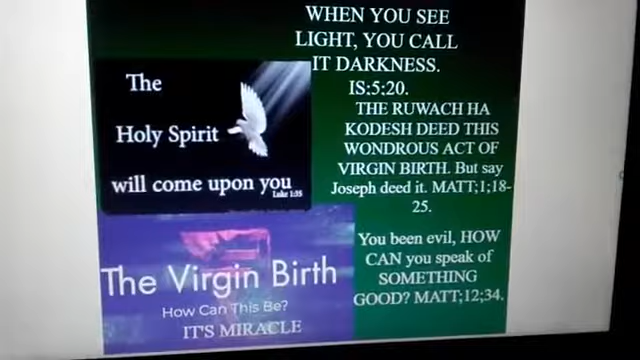 WHEN YOU SEE
LIGHT, YOU CALL
IT DARKNESS.
IS:5;20.
THE RUWACH HA
KODESH DEED THIS
WONDROUS ACT OF
VIRGIN BIRTH. But say
Joseph deed it. MATT;1;18-
25.
You been evil, HOW
CAN you speak of
SOMETHING
GOOD? MATT;12;34.
The
Holy Spirit
will come upon you
Luke 1:35
The Virgin Birth
How Can This Be?
IT'S MIRACLE